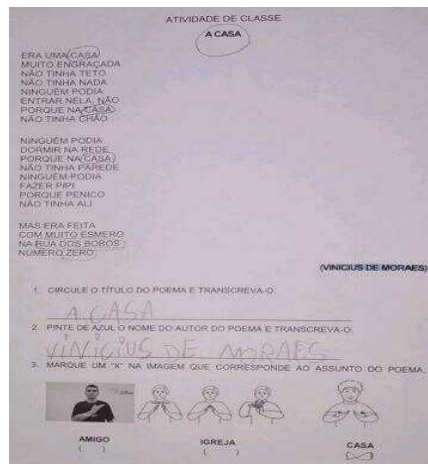 ATIVIDADE DE CLASSE
A CASA
ERA UMA CASA
MUITO ENGRAÇADA
NÃO TINHA TETO
NÃO TINHA NADA
NINGUÉM PODIA
ENTRAR NELA, NÃO
PORQUE NA CASA
NÃO TINHA CHÃO
NINGUÉM PODIA
DORMIR NA REDE
PORQUE NA CASA
NÃO TINHA PAREDE
NINGUÉM PODIA
FAZER PIPI
PORQUE PENICO
NÃO TINHA ALI
MAS ERA FEITA
COM MUITO ESMERO
NA RUA DOS BOBOS
NÚMERO ZERO
(VINICIUS DE MORAES)
1. CIRCULE O TÍTULO DO POEMA E TRANSCREVA-O.
A CASA
2. PINTE DE AZUL O NOME DO AUTOR DO POEMA E TRANSCREVA-O.
VINICIUS DE MORAES
3. MARQUE UM "X" NA IMAGEM QUE CORRESPONDE AO ASSUNTO DO POEMA.
AMIGO IGREJA CASA
( ) ( ) (X)